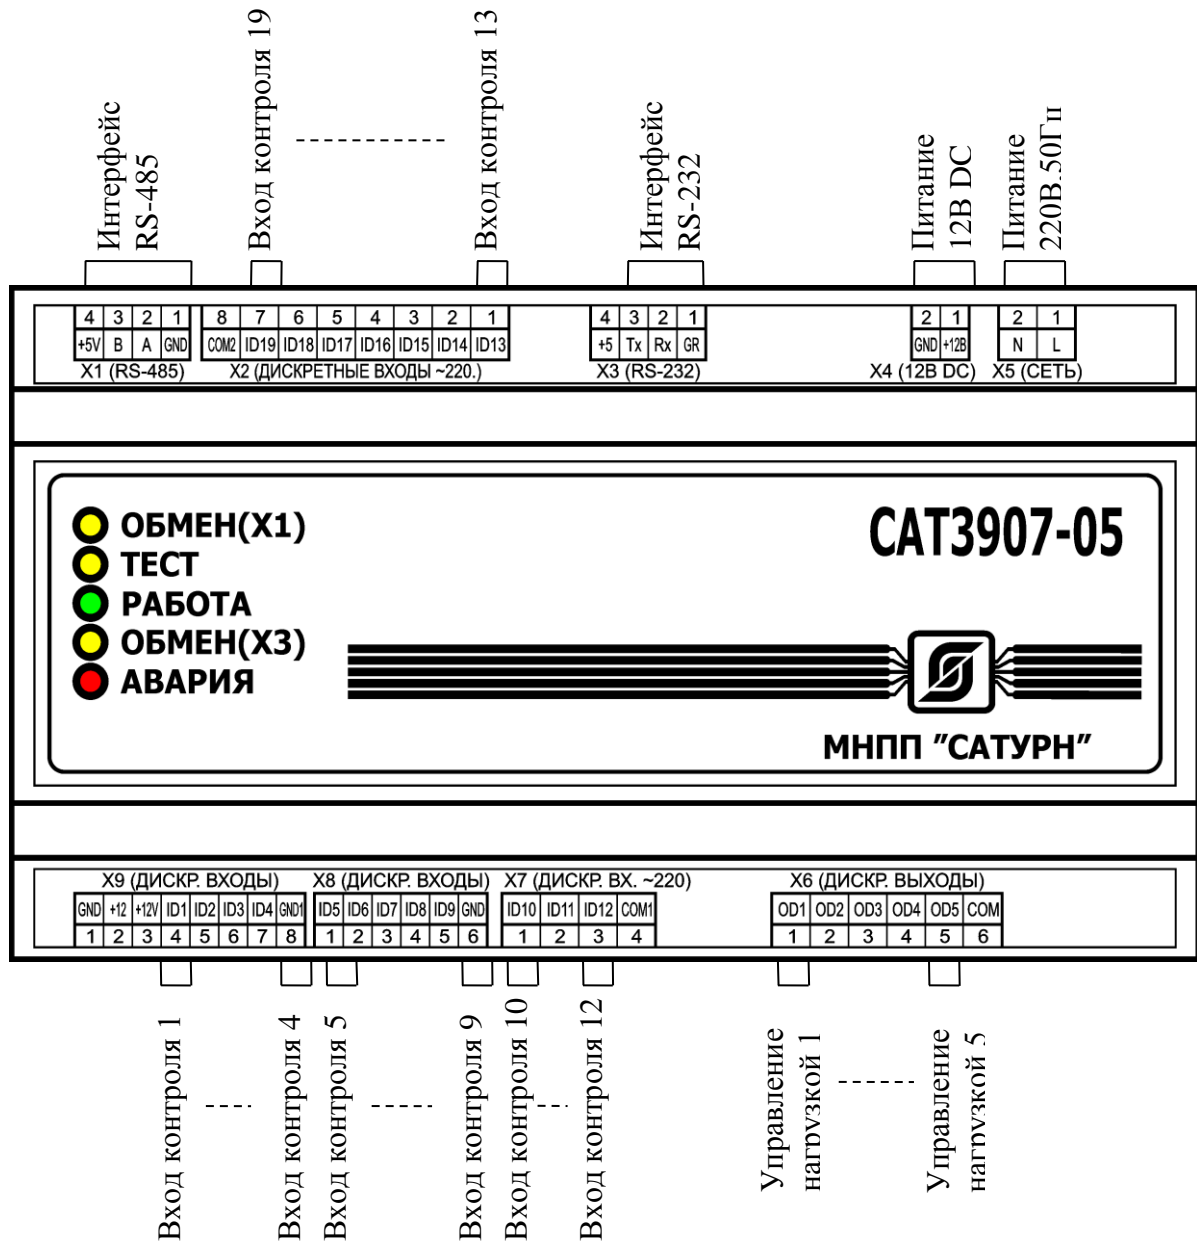 Интерфейс
RS-485
Вход контроля 19
Вход контроля 13
Интерфейс
RS-232
Питание
12В DC
Питание
220В.50Гц
4 3 2 1
+5V B A GND
X1 (RS-485)
8 7 6 5 4 3 2 1
COM2 ID19 ID18 ID17 ID16 ID15 ID14 ID13
X2 (ДИСКРЕТНЫЕ ВХОДЫ ~220.)
4 3 2 1
+5 Tx Rx GR
X3 (RS-232)
2 1
GND +12В
X4 (12В DC)
2 1
N L
X5 (СЕТЬ)
ОБМЕН(X1)
ТЕСТ
РАБОТА
ОБМЕН(X3)
АВАРИЯ
САТ3907-05
МНПП "САТУРН"
X9 (ДИСКР. ВХОДЫ)
GND +12 +12V ID1 ID2 ID3 ID4 GND1
1 2 3 4 5 6 7 8
X8 (ДИСКР. ВХОДЫ)
ID5 ID6 ID7 ID8 ID9 GND
1 2 3 4 5 6
X7 (ДИСКР. ВХ. ~220)
ID10 ID11 ID12 COM1
1 2 3 4
X6 (ДИСКР. ВЫХОДЫ)
OD1 OD2 OD3 OD4 OD5 COM
1 2 3 4 5 6
Вход контроля 1
Вход контроля 4
Вход контроля 5
Вход контроля 9
Вход контроля 10
Вход контроля 12
Управление
нагрузкой 1
Управление
нагрузкой 5